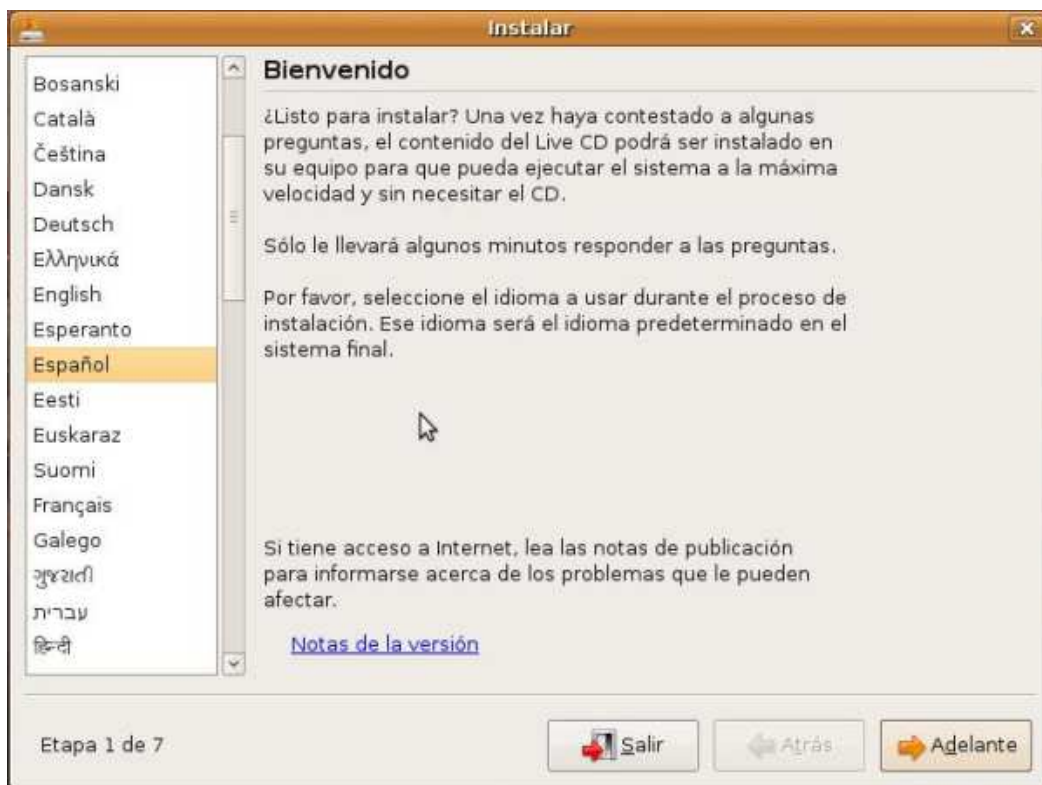 Instalar
Bosanski
Català
Čeština
Dansk
Deutsch
Ελληνικά
English
Esperanto
Español
Eesti
Euskaraz
Suomi
Français
Galego
ગુજરાતી
עברית
हिन्दी
Bienvenido
¿Listo para instalar? Una vez haya contestado a algunas
preguntas, el contenido del Live CD podrá ser instalado en
su equipo para que pueda ejecutar el sistema a la máxima
velocidad y sin necesitar el CD.
Sólo le llevará algunos minutos responder a las preguntas.
Por favor, seleccione el idioma a usar durante el proceso de
instalación. Ese idioma será el idioma predeterminado en el
sistema final.
Si tiene acceso a Internet, lea las notas de publicación
para informarse acerca de los problemas que le pueden
afectar.
Notas de la versión
Etapa 1 de 7
Salir
Atrás
Adelante